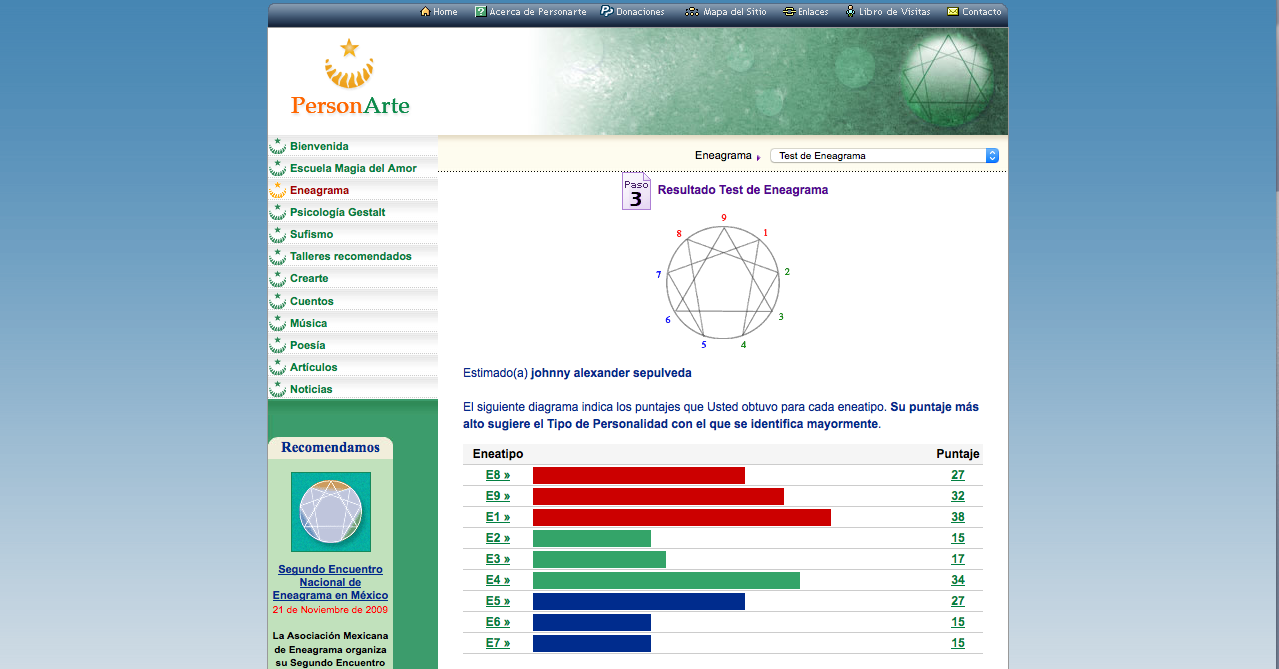 Home Acerca de Personarte Donaciones Mapa del Sitio Enlaces Libro de Visitas Contacto
PersonArte
Bienvenida
Escuela Magia del Amor
Eneagrama
Psicología Gestalt
Sufismo
Talleres recomendados
Crearte
Cuentos
Música
Poesía
Artículos
Noticias
Recomendamos
Segundo Encuentro
Nacional de
Eneagrama en México
21 de Noviembre de 2009
La Asociación Mexicana
de Eneagrama organiza
su Segundo Encuentro
Eneagrama Test de Eneagrama
Paso
3
Resultado Test de Eneagrama
9
8 1
7 2
6 3
5 4
Estimado(a) johnny alexander sepulveda
El siguiente diagrama indica los puntajes que Usted obtuvo para cada eneatipo. Su puntaje más
alto sugiere el Tipo de Personalidad con el que se identifica mayormente.
Eneatipo Puntaje
E8 » 27
E9 » 32
E1 » 38
E2 » 15
E3 » 17
E4 » 34
E5 » 27
E6 » 15
E7 » 15